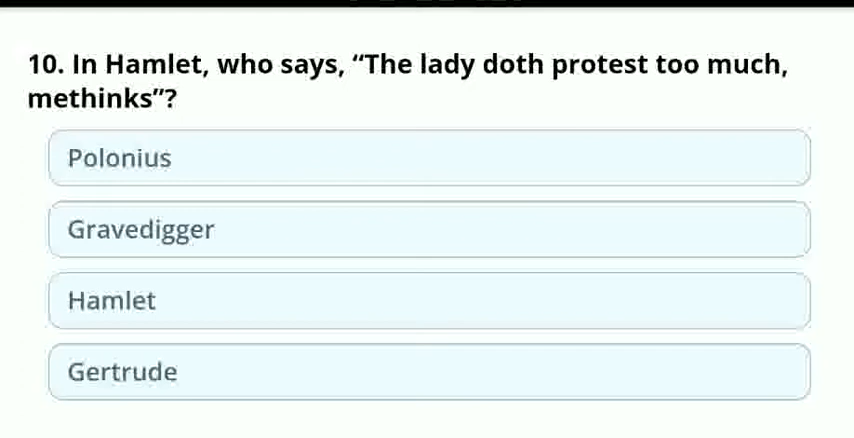 10. In Hamlet, who says, “The lady doth protest too much,
methinks”?
Polonius
Gravedigger
Hamlet
Gertrude